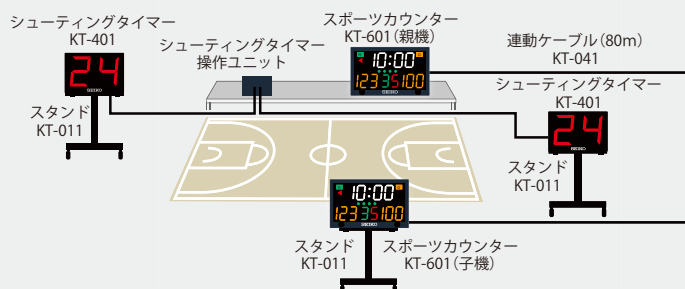 シューティングタイマー
KT-401
24
SEIKO
スタンド
KT-011
シューティングタイマー
操作ユニット
スポーツカウンター
KT-601（親機）
10:00
123 35 100
SEIKO
連動ケーブル（80m）
KT-041
シューティングタイマー
KT-401
24
SEIKO
スタンド
KT-011
10:00
123 35 100
SEIKO
スタンド
KT-011
スポーツカウンター
KT-601（子機）